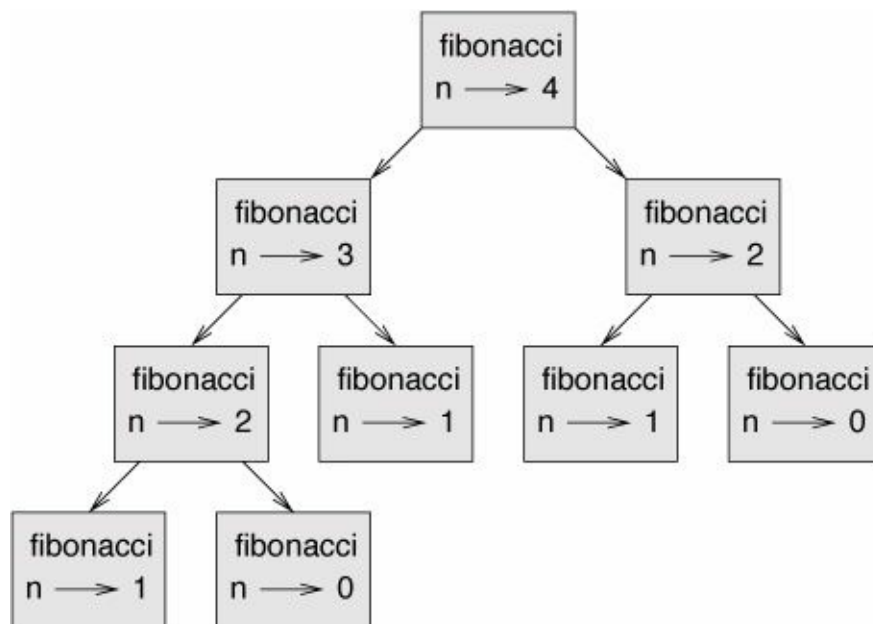 fibonacci
n ⟶ 4
fibonacci
n ⟶ 3
fibonacci
n ⟶ 2
fibonacci
n ⟶ 2
fibonacci
n ⟶ 1
fibonacci
n ⟶ 1
fibonacci
n ⟶ 0
fibonacci
n ⟶ 1
fibonacci
n ⟶ 0